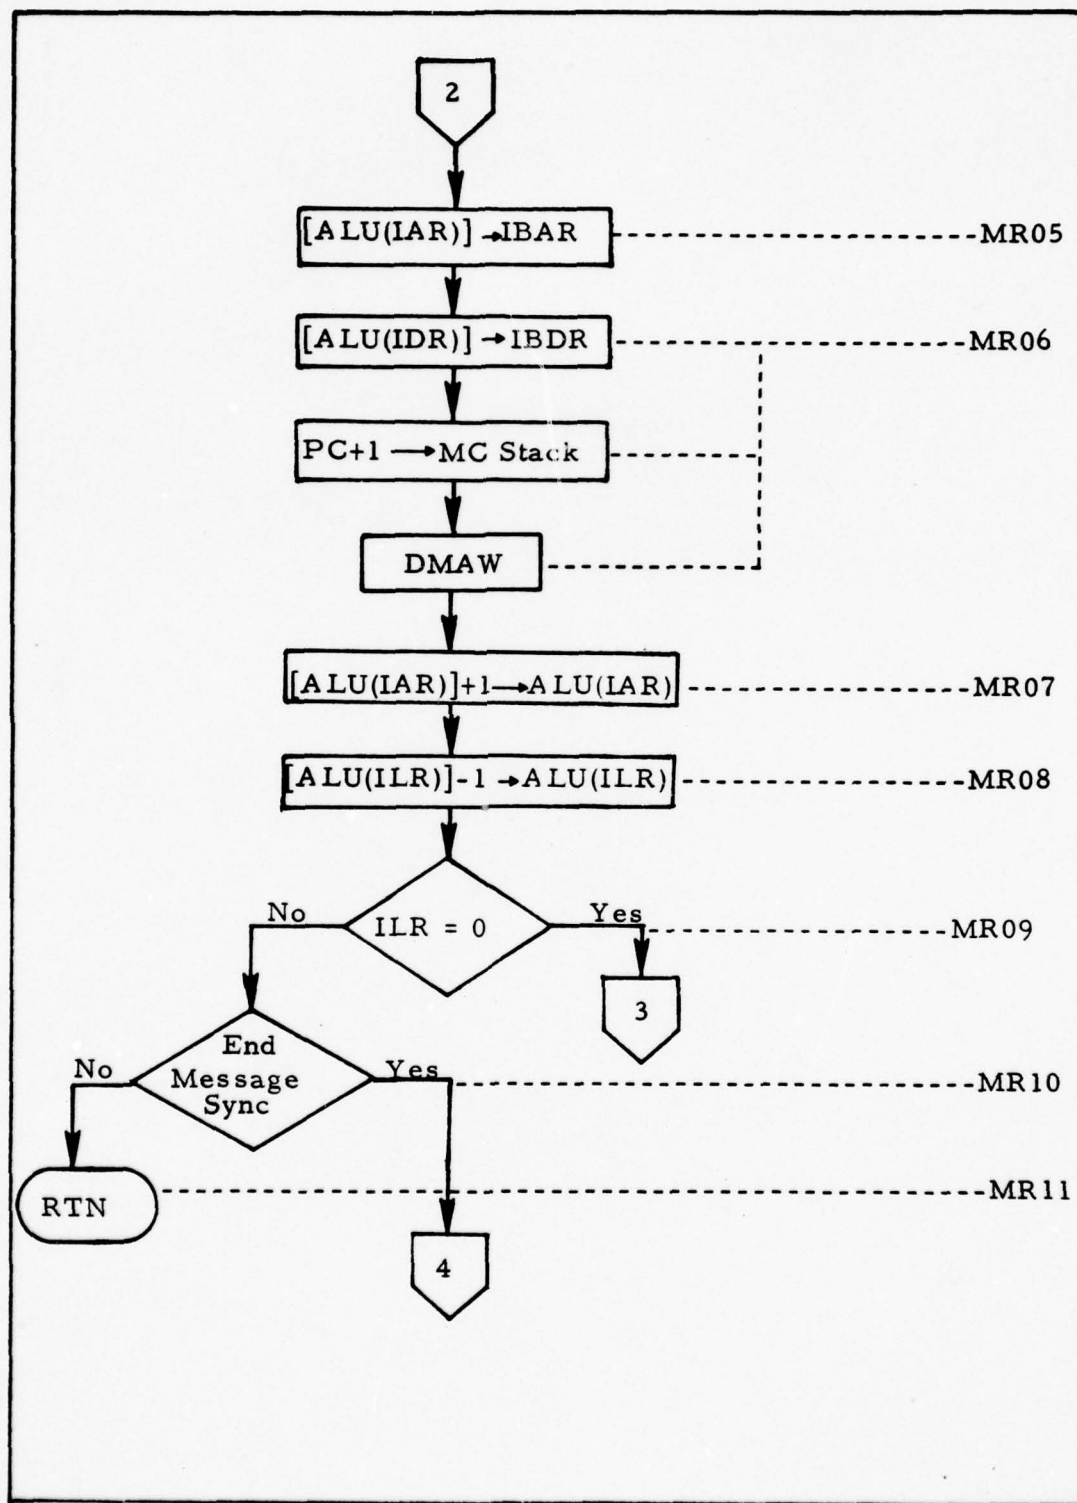 2
[ALU(IAR)] → IBAR MR05
[ALU(IDR)] → IBDR MR06
PC+1 → MC Stack
DMAW
[ALU(IAR)]+1 → ALU(IAR) MR07
[ALU(ILR)]-1 → ALU(ILR) MR08
No ILR = 0 Yes MR09
3
End
No Message Yes MR10
Sync
RTN MR11
4